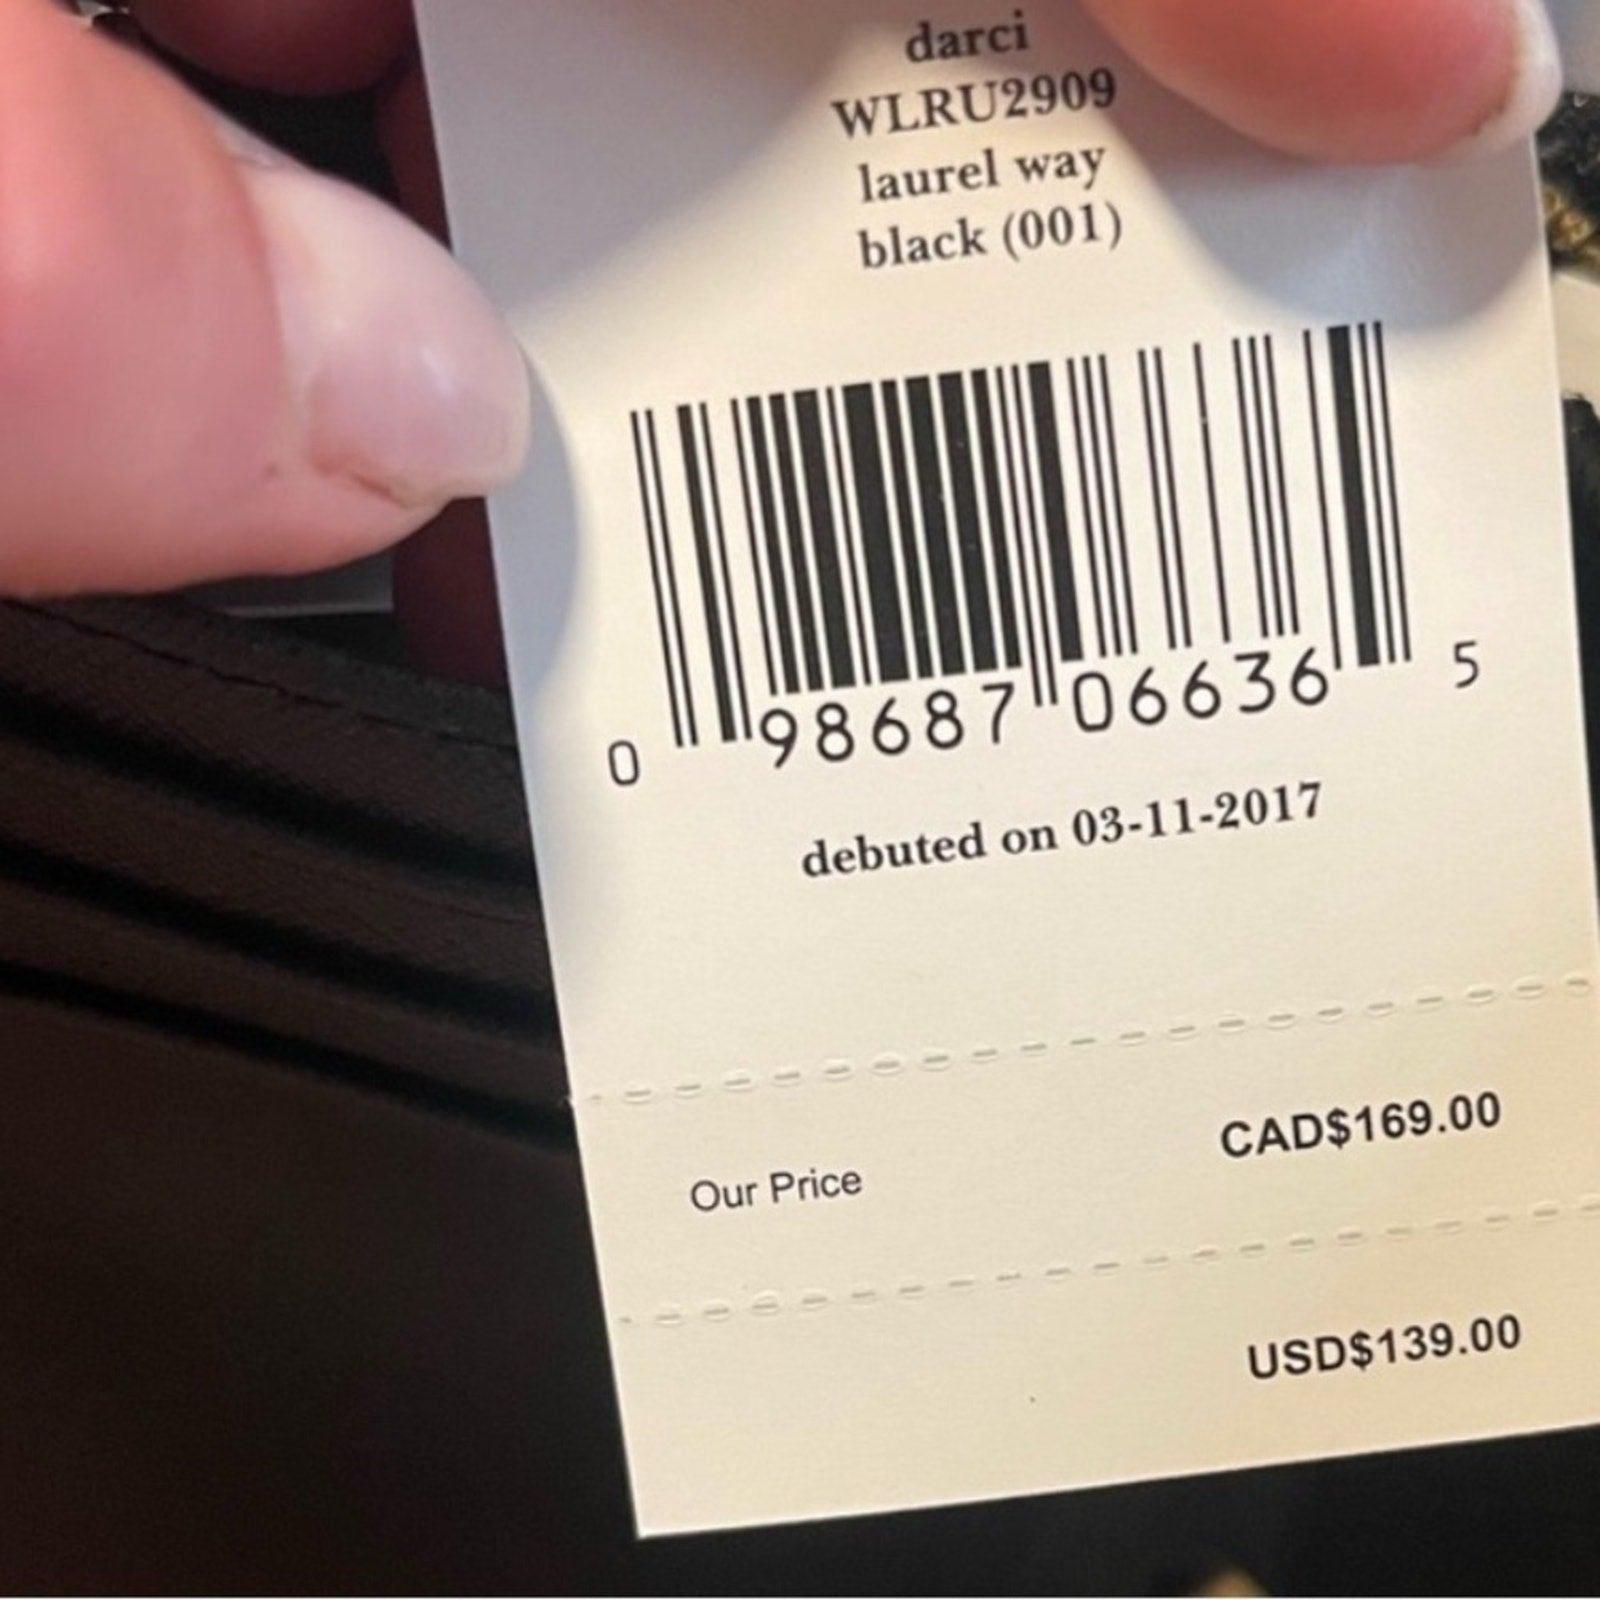 darci
WLRU2909
laurel way
black (001)
0 98687 06636 5
debuted on 03-11-2017
CAD$169.00
Our Price
USD$139.00